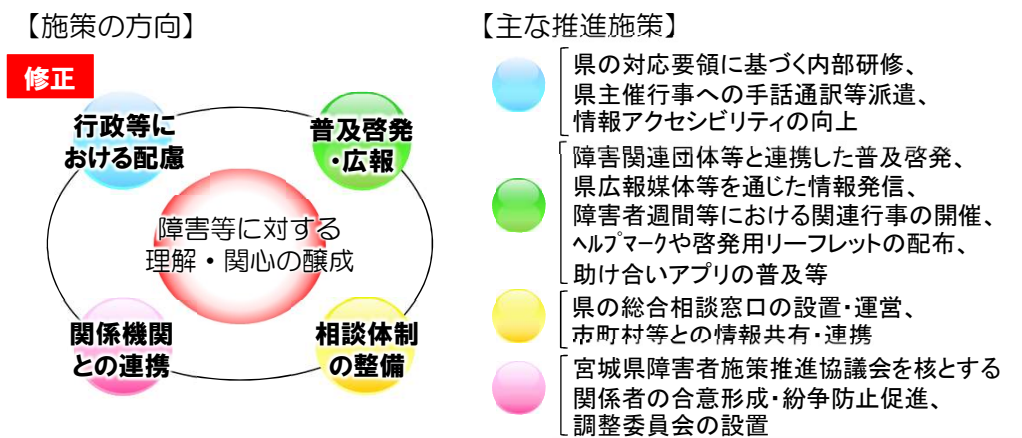 【施策の方向】
修正
行政等に
おける配慮
普及啓発
・広報
障害等に対する
理解・関心の醸成
関係機関
との連携
相談体制
の整備
【主な推進施策】
県の対応要領に基づく内部研修、
県主催行事への手話通訳等派遣、
情報アクセシビリティの向上
障害関連団体等と連携した普及啓発、
県広報媒体等を通じた情報発信、
障害者週間等における関連行事の開催、
ﾍﾙﾌﾟﾏｰｸや啓発用リーフレットの配布、
助け合いアプリの普及等
県の総合相談窓口の設置・運営、
市町村等との情報共有・連携
宮城県障害者施策推進協議会を核とする
関係者の合意形成・紛争防止促進、
調整委員会の設置